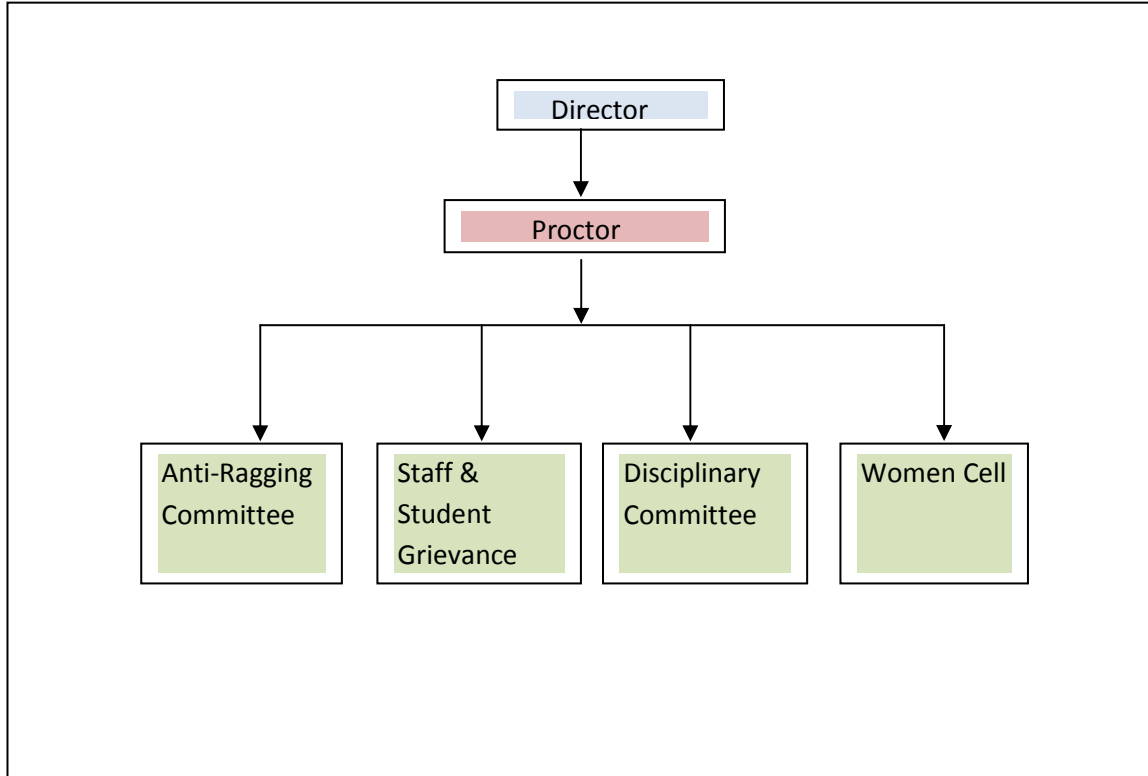 Director
Proctor
Anti-Ragging
Committee
Staff &
Student
Grievance
Disciplinary
Committee
Women Cell